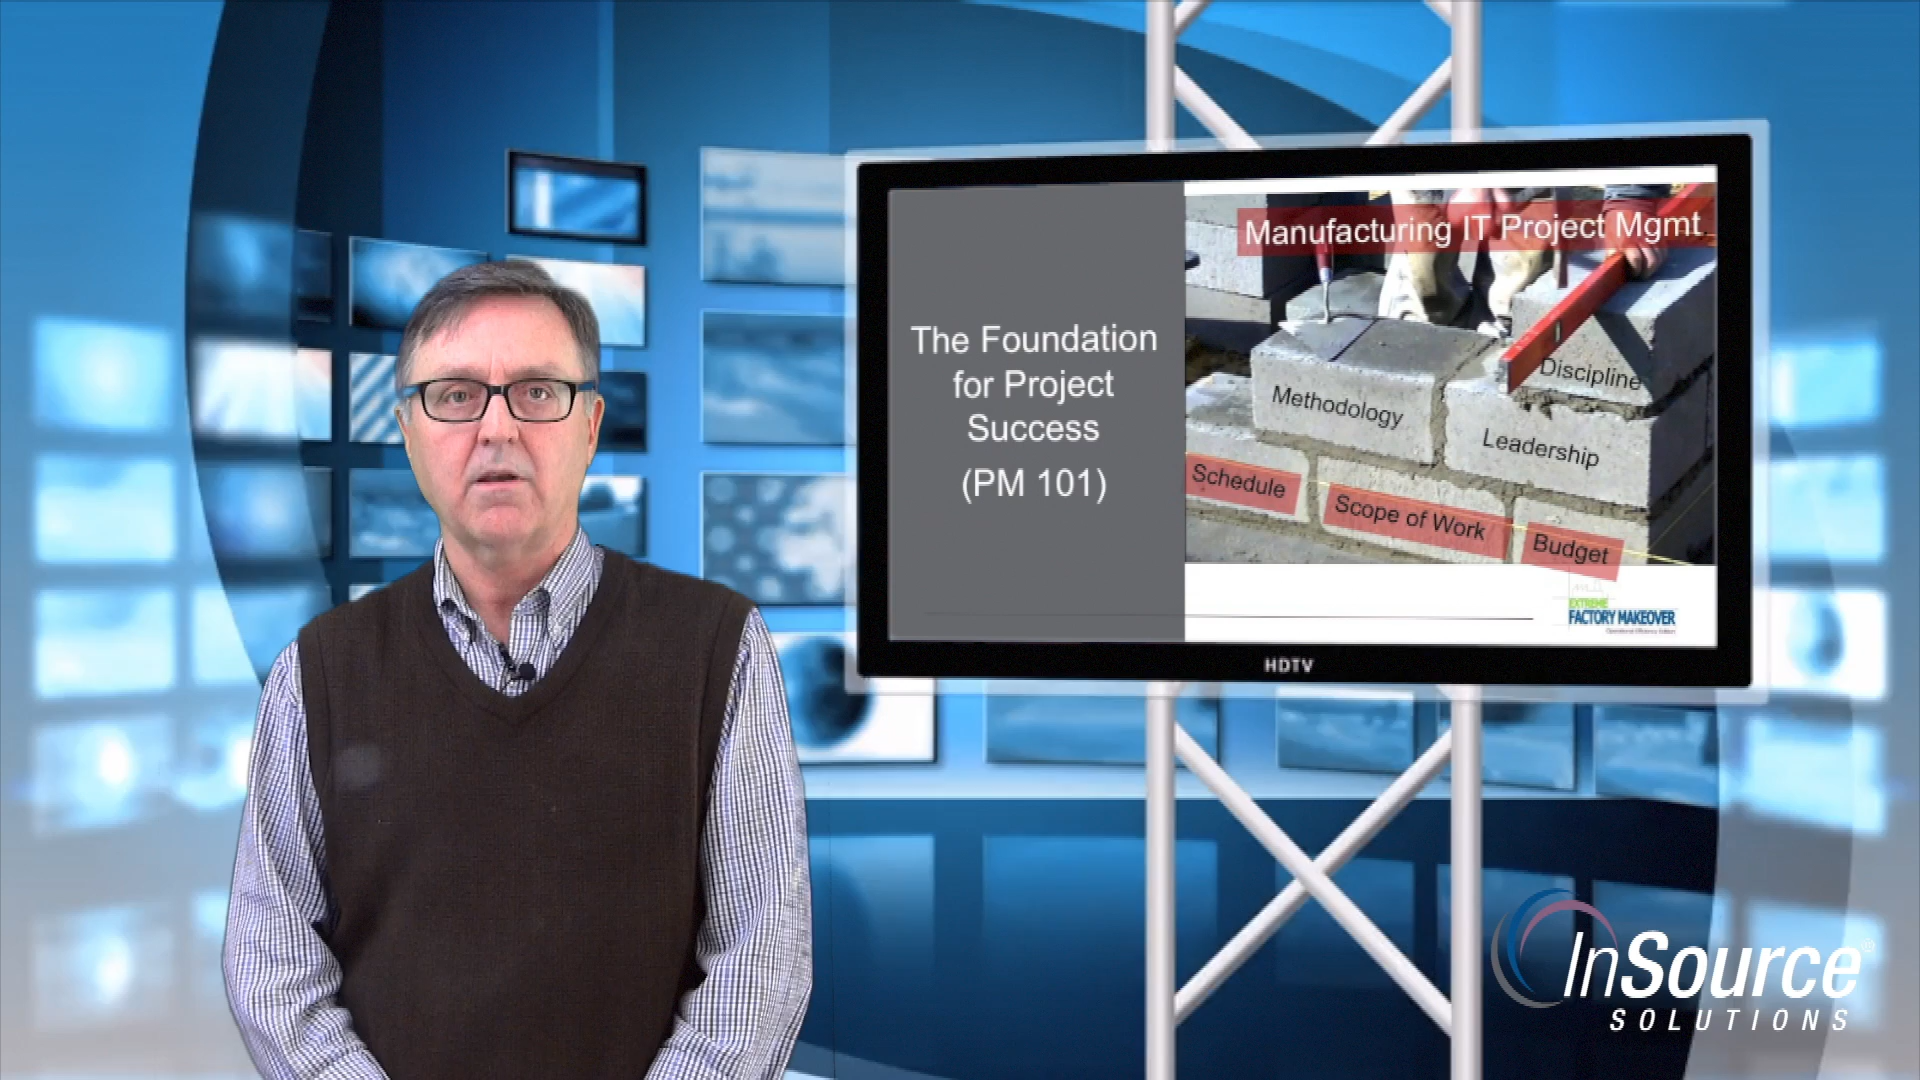 The Foundation
for Project
Success
(PM 101)
Manufacturing IT Project Mgmt
Discipline
Methodology
Leadership
Schedule
Scope of Work
Budget
EXTREME
FACTORY MAKEOVER
HDTV
InSource
SOLUTIONS